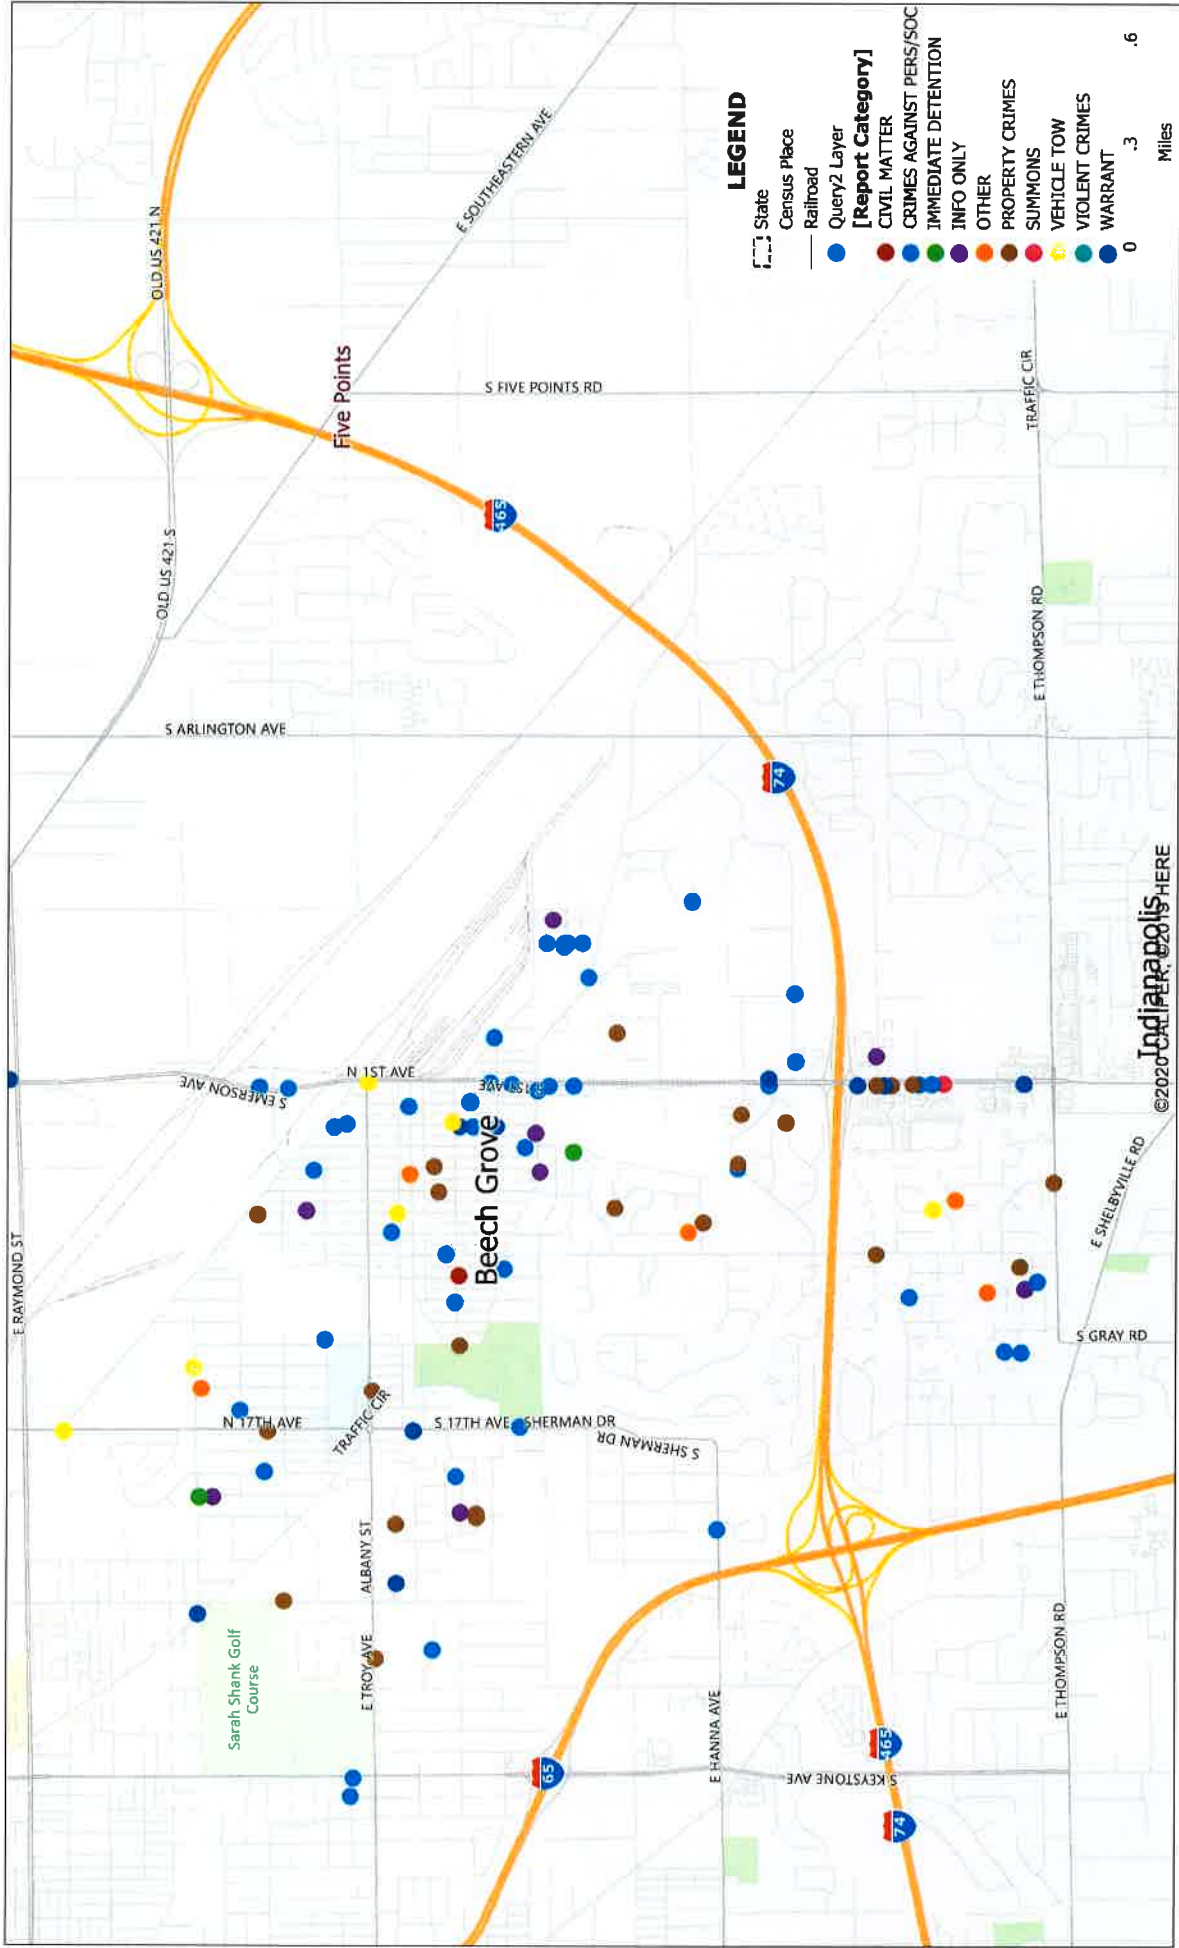 OLD US 421 N
E SOUTHEASTERN AVE
Five Points
S FIVE POINTS RD
465
OLD US 421 S
S ARLINGTON AVE
74
TRAFFIC CIR
E THOMPSON RD
E RAYMOND ST
S EMERSON AVE
N 1ST AVE
S 1ST AVE
Beech Grove
N 17TH AVE
TRAFFIC CIR
S 17TH AVE
SHERMAN DR
S SHERMAN DR
ALBANY ST
E TROY AVE
Sarah Shank Golf
Course
65
E HANNA AVE
S KEYSTONE AVE
465
74
E THOMPSON RD
S GRAY RD
E SHELBYVILLE RD
Indianapolis
©2020 CALIPER; ©2019 HERE
LEGEND
State
Census Place
Railroad
Query2 Layer
[Report Category]
CIVIL MATTER
CRIMES AGAINST PERS/SOC
IMMEDIATE DETENTION
INFO ONLY
OTHER
PROPERTY CRIMES
SUMMONS
VEHICLE TOW
VIOLENT CRIMES
WARRANT
0 .3 .6
Miles